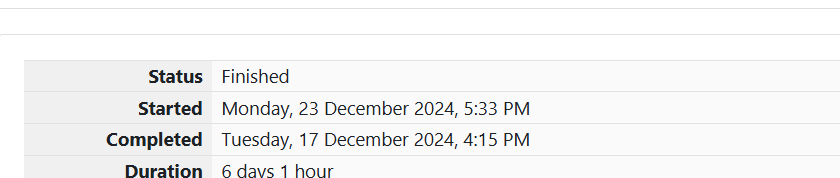 Status Finished
Started Monday, 23 December 2024, 5:33 PM
Completed Tuesday, 17 December 2024, 4:15 PM
Duration 6 days 1 hour